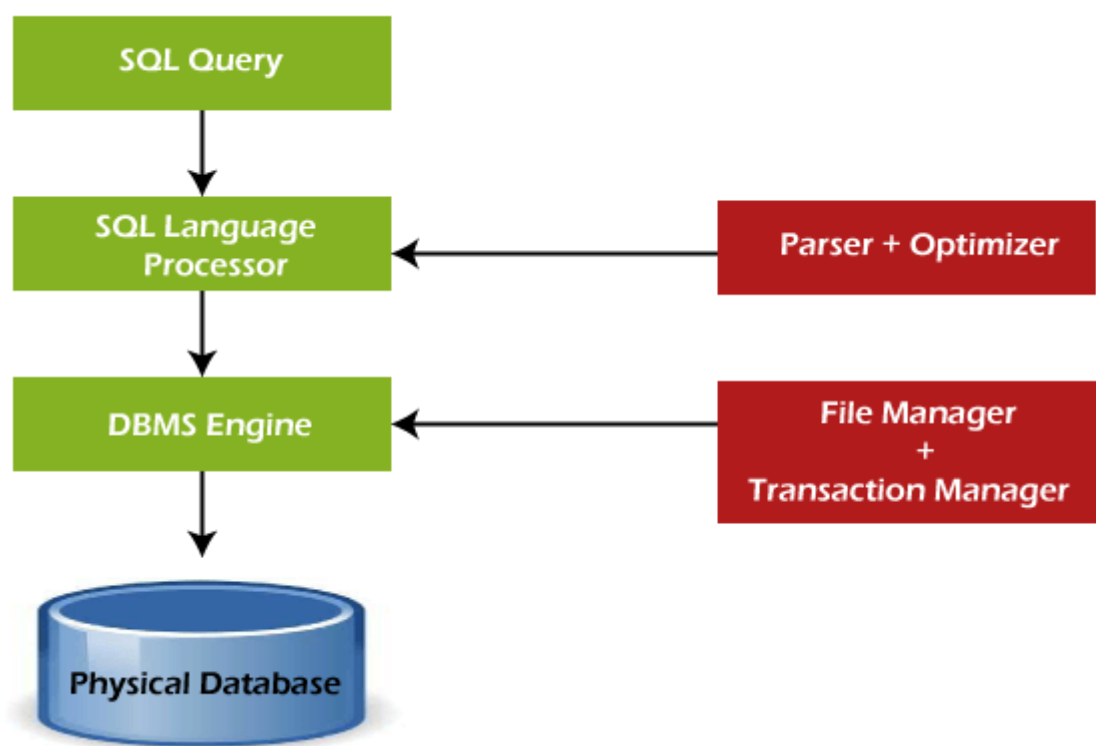 SQL Query
SQL Language
Processor
Parser + Optimizer
DBMS Engine
File Manager
+
Transaction Manager
Physical Database